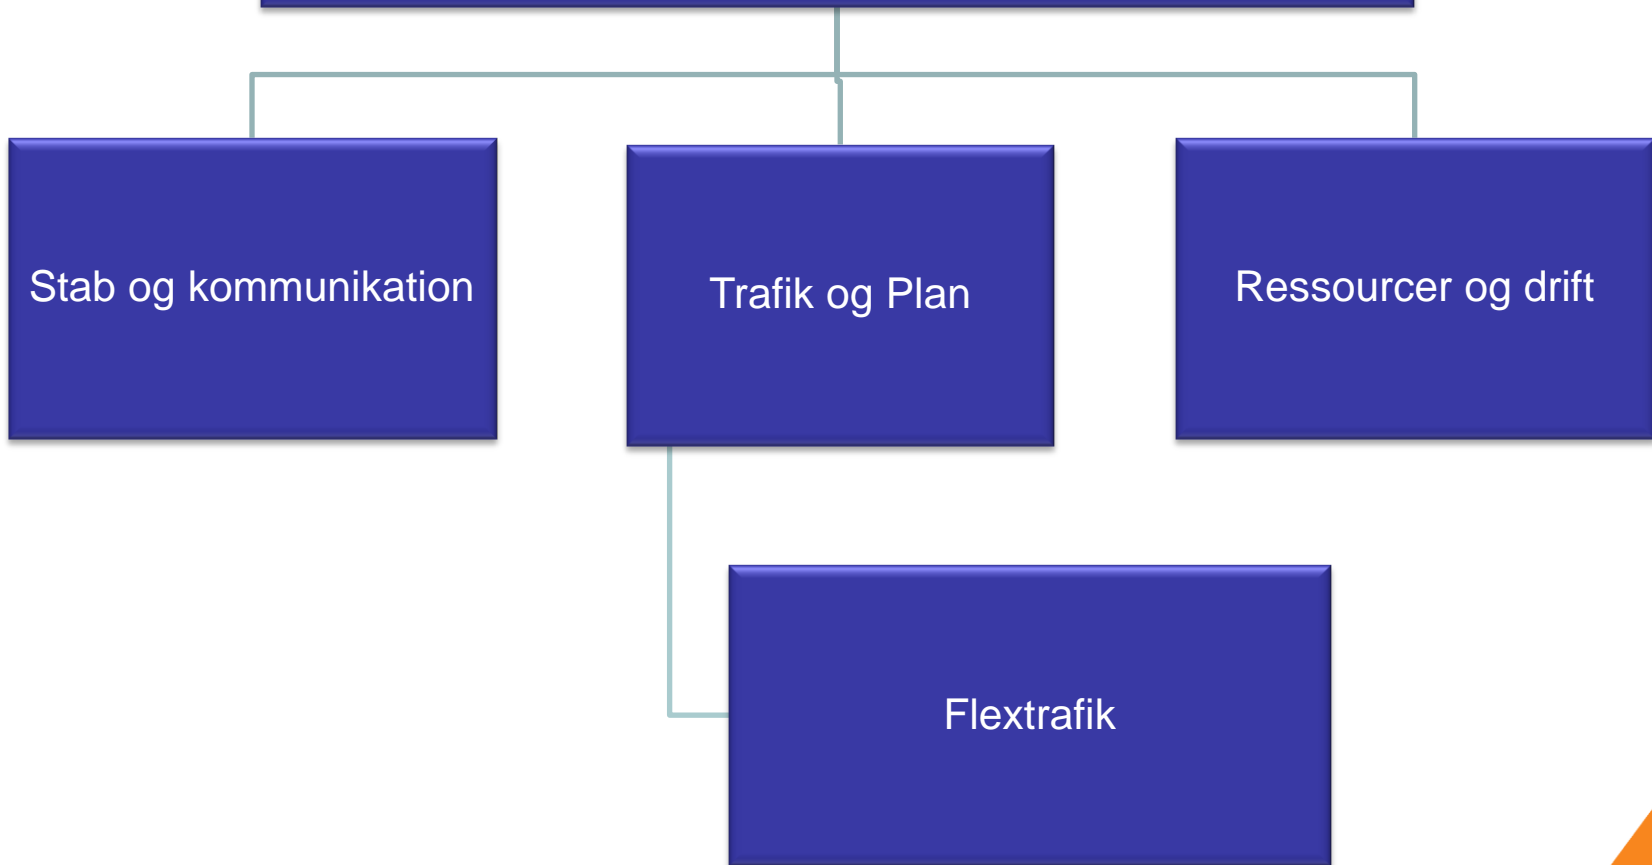 Stab og kommunikation
Trafik og Plan
Ressourcer og drift
Flextrafik